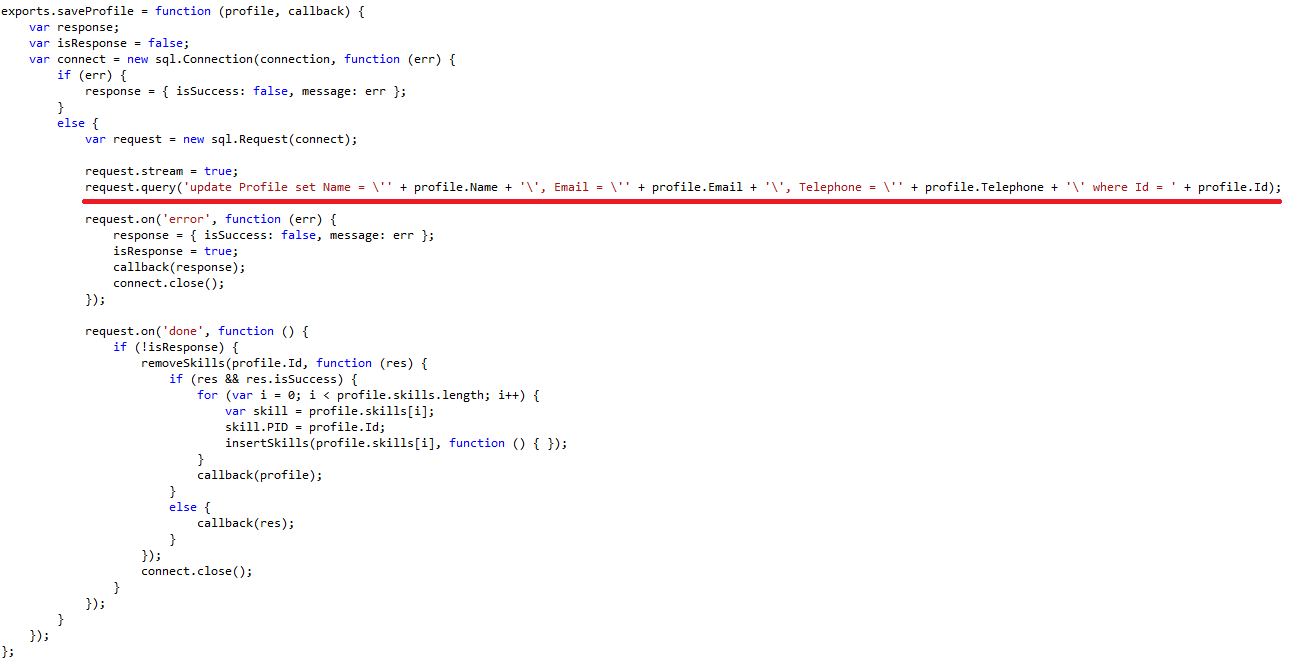 exports.saveProfile = function (profile, callback) {
    var response;
    var isResponse = false;
    var connect = new sql.Connection(connection, function (err) {
        if (err) {
            response = { isSuccess: false, message: err };
        }
        else {
            var request = new sql.Request(connect);

            request.stream = true;
            request.query('update Profile set Name = \'' + profile.Name + '\', Email = \'' + profile.Email + '\', Telephone = \'' + profile.Telephone + '\' where Id = ' + profile.Id);

            request.on('error', function (err) {
                response = { isSuccess: false, message: err };
                isResponse = true;
                callback(response);
                connect.close();
            });

            request.on('done', function () {
                if (!isResponse) {
                    removeSkills(profile.Id, function (res) {
                        if (res && res.isSuccess) {
                            for (var i = 0; i < profile.skills.length; i++) {
                                var skill = profile.skills[i];
                                skill.PID = profile.Id;
                                insertSkills(profile.skills[i], function () { });
                            }
                            callback(profile);
                        }
                        else {
                            callback(res);
                        }
                    });
                    connect.close();
                }
            });
        }
    });
};